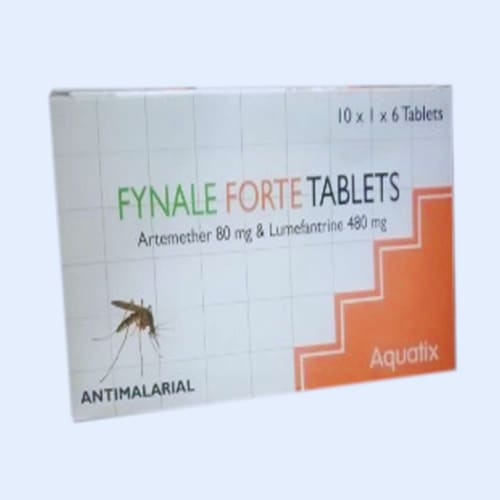 10 x 1 x 6 Tablets
FYNALE FORTE TABLETS
Artemether 80 mg & Lumefantrine 480 mg
Aquatix
ANTIMALARIAL